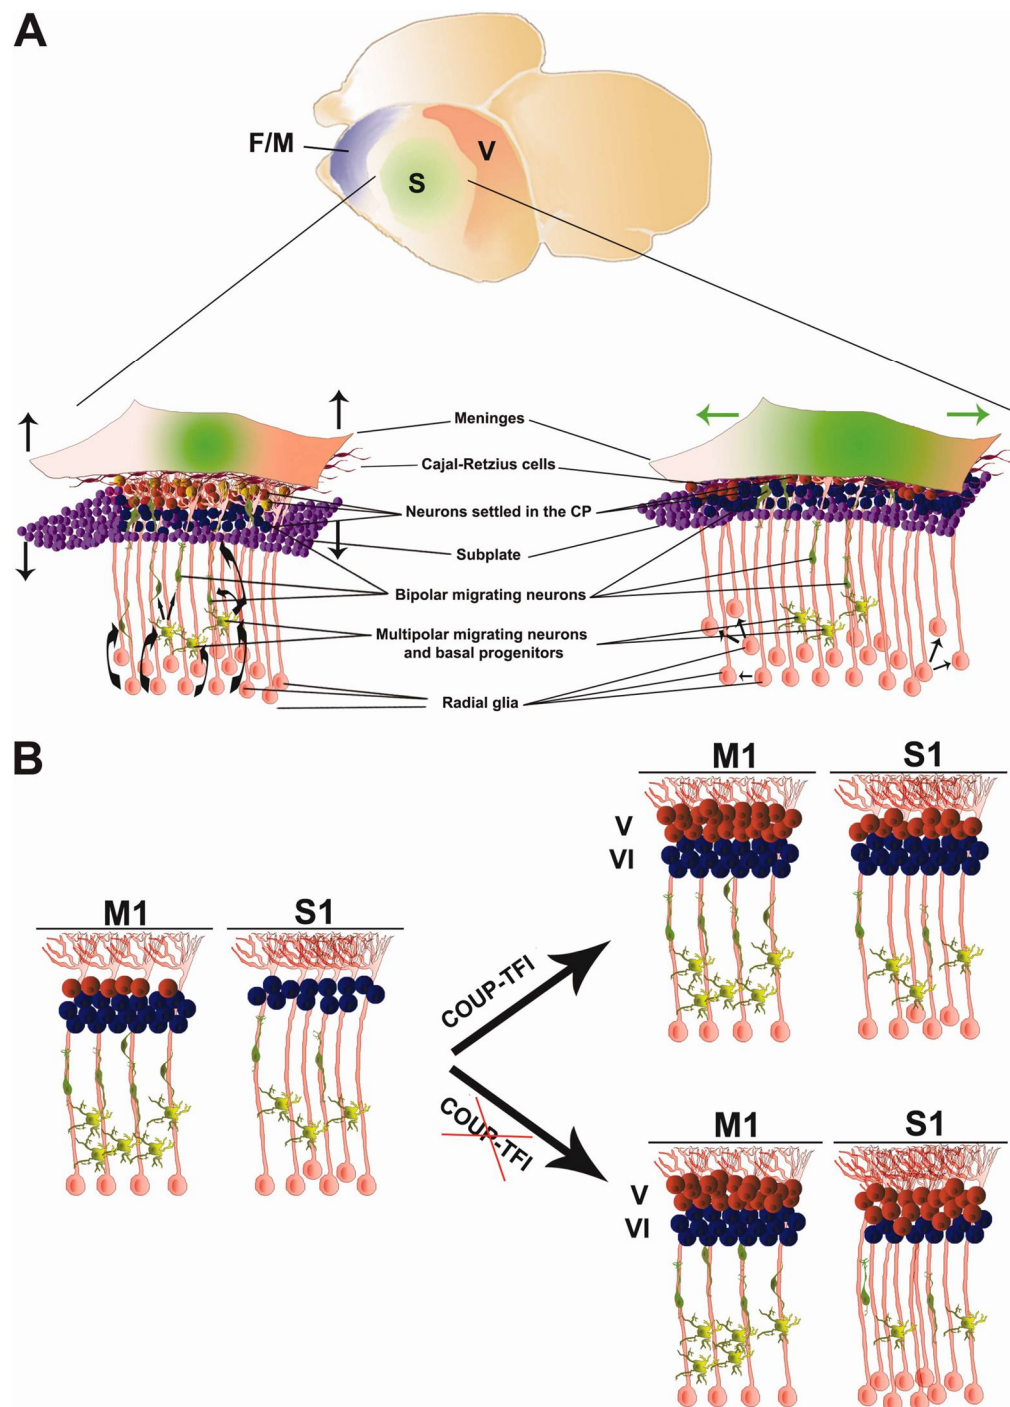 A
F/M
V
S
Meninges
Cajal-Retzius cells
Neurons settled in the CP
Subplate
Bipolar migrating neurons
Multipolar migrating neurons
and basal progenitors
Radial glia
B
M1 S1
V
VI
M1 S1
COUP-TFI
COUP-TFI
M1 S1
V
VI